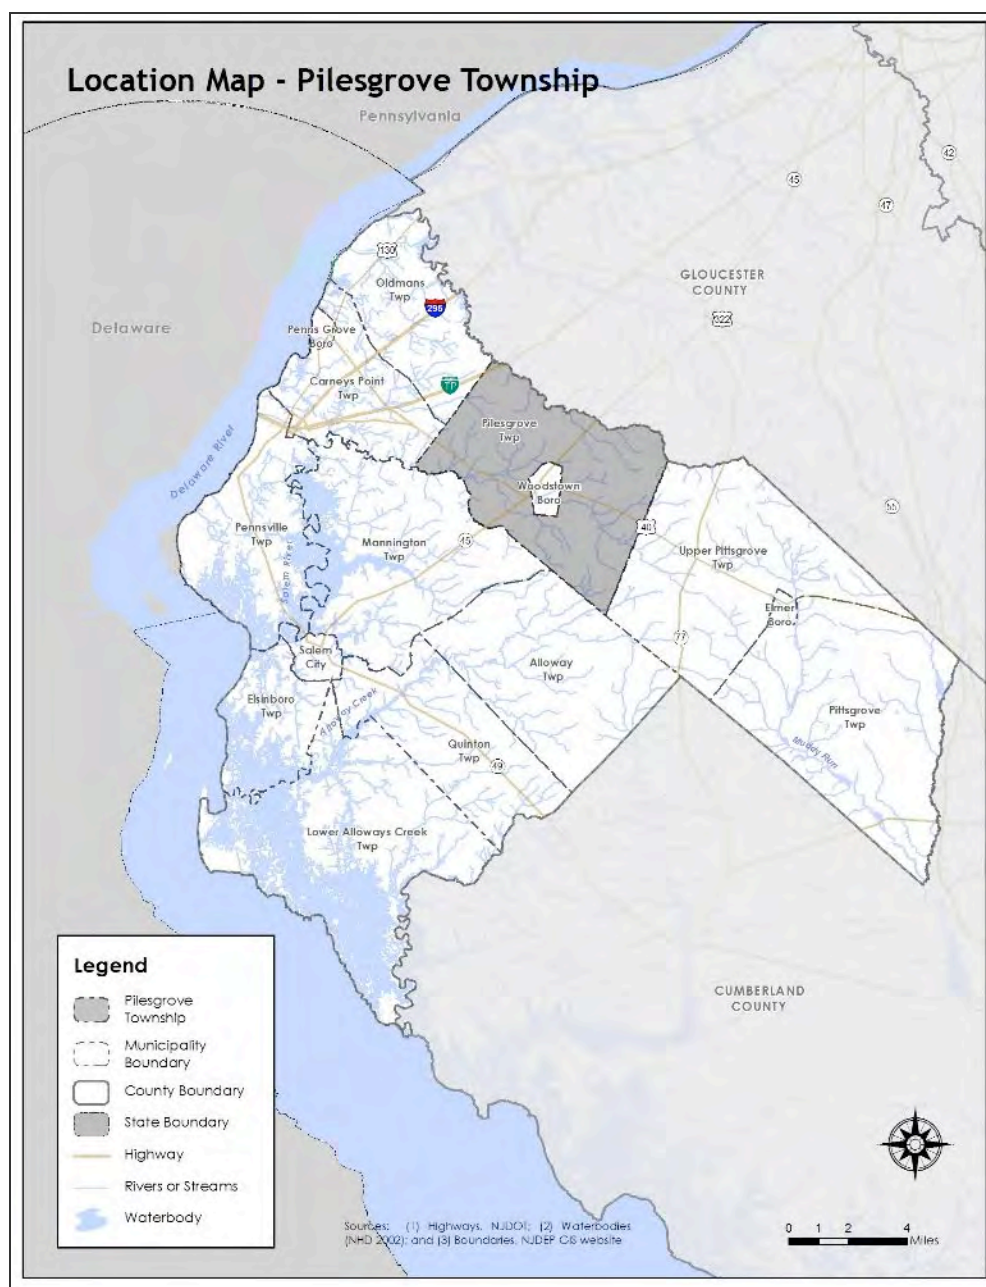 Location Map - Pilesgrove Township
Pennsylvania
42
45
47
130
Oldmans
Twp
GLOUCESTER
COUNTY
295
322
Delaware
Penns Grove
Boro
Carneys Point
Twp
TP
Pilesgrove
Twp
Delaware River
Woodstown
Boro
55
Pennsville
Twp
Mannington
Twp
45
40
Upper Pittsgrove
Twp
Salem River
Elmer
Boro
77
Salem
City
Alloway
Twp
Elsinboro
Twp
Alloway Creek
Pittsgrove
Twp
Quinton
Twp
49
Muddy Run
Lower Alloways Creek
Twp
CUMBERLAND
COUNTY
Legend
Pilesgrove
Township
Municipality
Boundary
County Boundary
State Boundary
Highway
Rivers or Streams
Waterbody
Sources: (1) Highways, NJDOT; (2) Waterbodies
(NHD 2002); and (3) Boundaries, NJDEP GIS website
0 1 2 4
Miles